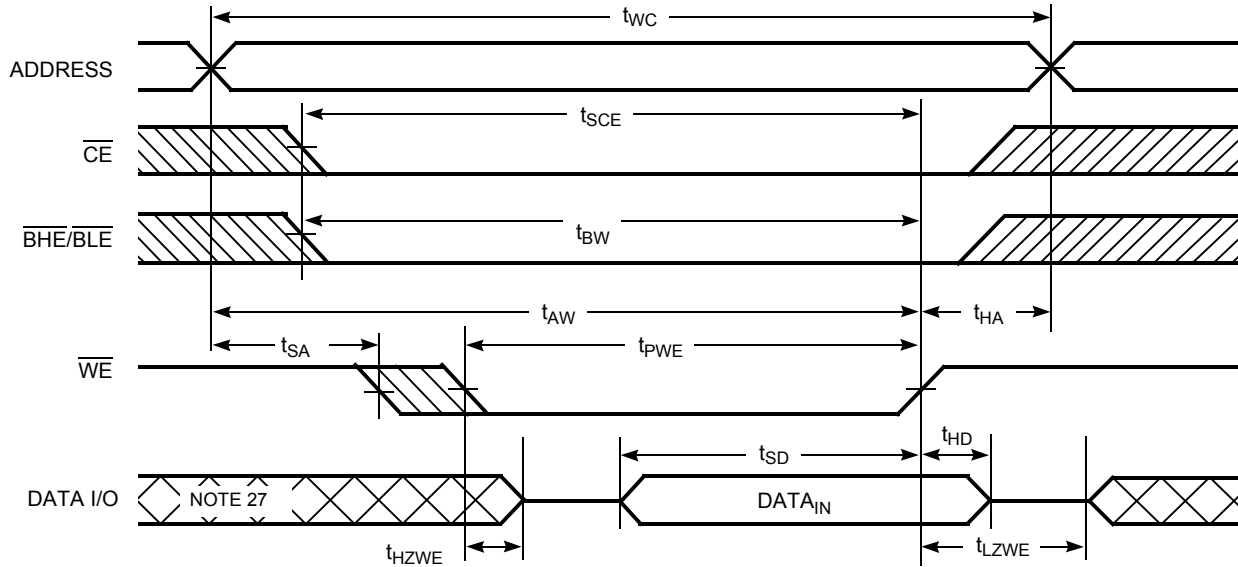 tWC
ADDRESS
tSCE
CE
BHE/BLE
tBW
tAW
tHA
tSA
tPWE
WE
tSD
tHD
DATA I/O
NOTE 27
DATAIN
tHZWE
tLZWE